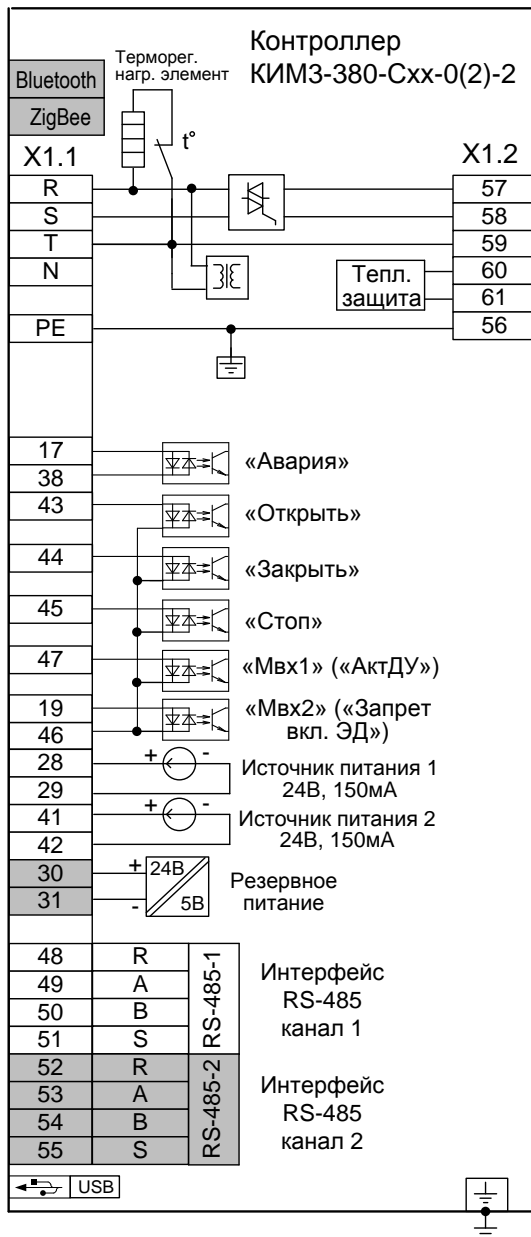 Контроллер
КИМ3-380-Схх-0(2)-2
Терморег.
нагр. элемент
Bluetooth
ZigBee
t°
X1.1
X1.2
R
57
S
58
T
59
N
60
Тепл.
защита
61
PE
56
17
«Авария»
38
43
«Открыть»
44
«Закрыть»
45
«Стоп»
47
«Мвх1» («АктДУ»)
19
«Мвх2» («Запрет
вкл. ЭД»)
46
28
+ -
Источник питания 1
24В, 150мА
29
41
+ -
Источник питания 2
24В, 150мА
42
30
+ 24В
Резервное
питание
31
- 5В
48 R
49 A
50 B
51 S
RS-485-1
Интерфейс
RS-485
канал 1
52 R
53 A
54 B
55 S
RS-485-2
Интерфейс
RS-485
канал 2
USB